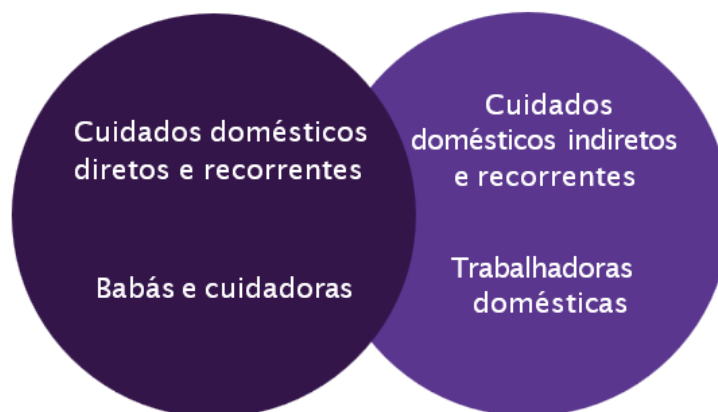 Cuidados domésticos
diretos e recorrentes
Babás e cuidadoras
Cuidados
domésticos indiretos
e recorrentes
Trabalhadoras
domésticas